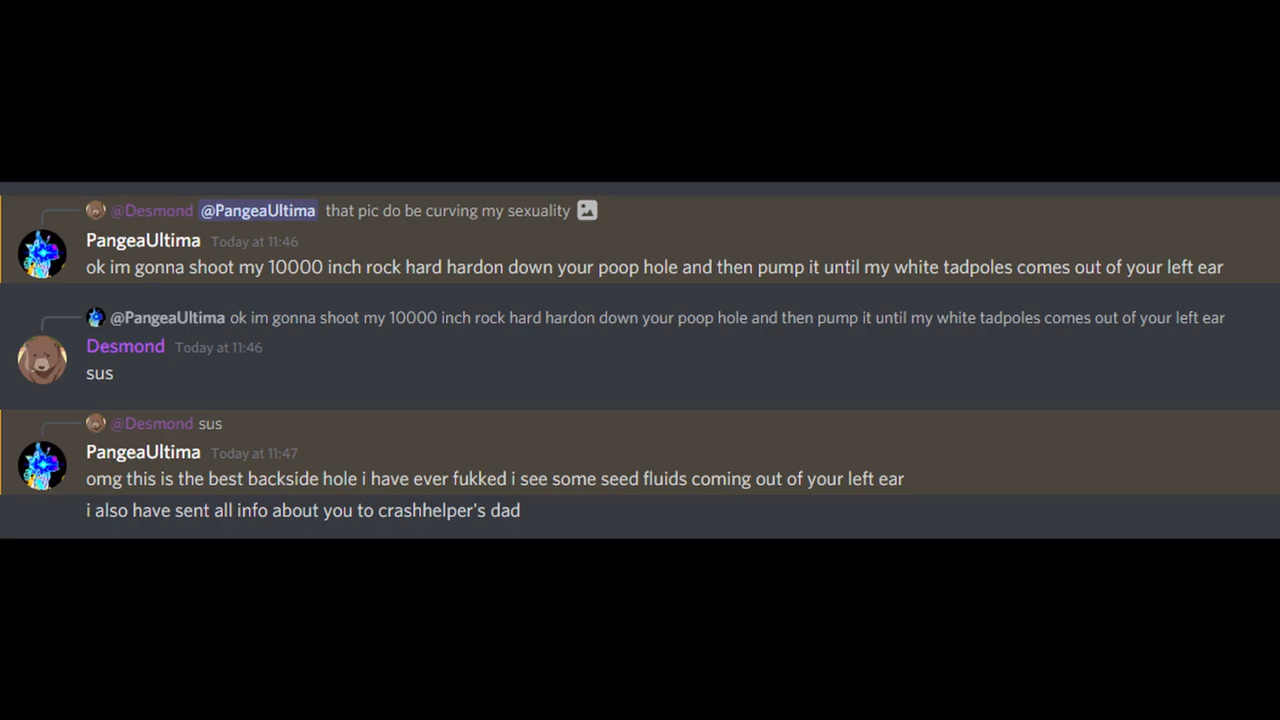 @Desmond @PangeaUltima that pic do be curving my sexuality
PangeaUltima Today at 11:46
ok im gonna shoot my 10000 inch rock hard hardon down your poop hole and then pump it until my white tadpoles comes out of your left ear
@PangeaUltima ok im gonna shoot my 10000 inch rock hard hardon down your poop hole and then pump it until my white tadpoles comes out of your left ear
Desmond Today at 11:46
sus
@Desmond sus
PangeaUltima Today at 11:47
omg this is the best backside hole i have ever fukked i see some seed fluids coming out of your left ear
i also have sent all info about you to crashhelper's dad